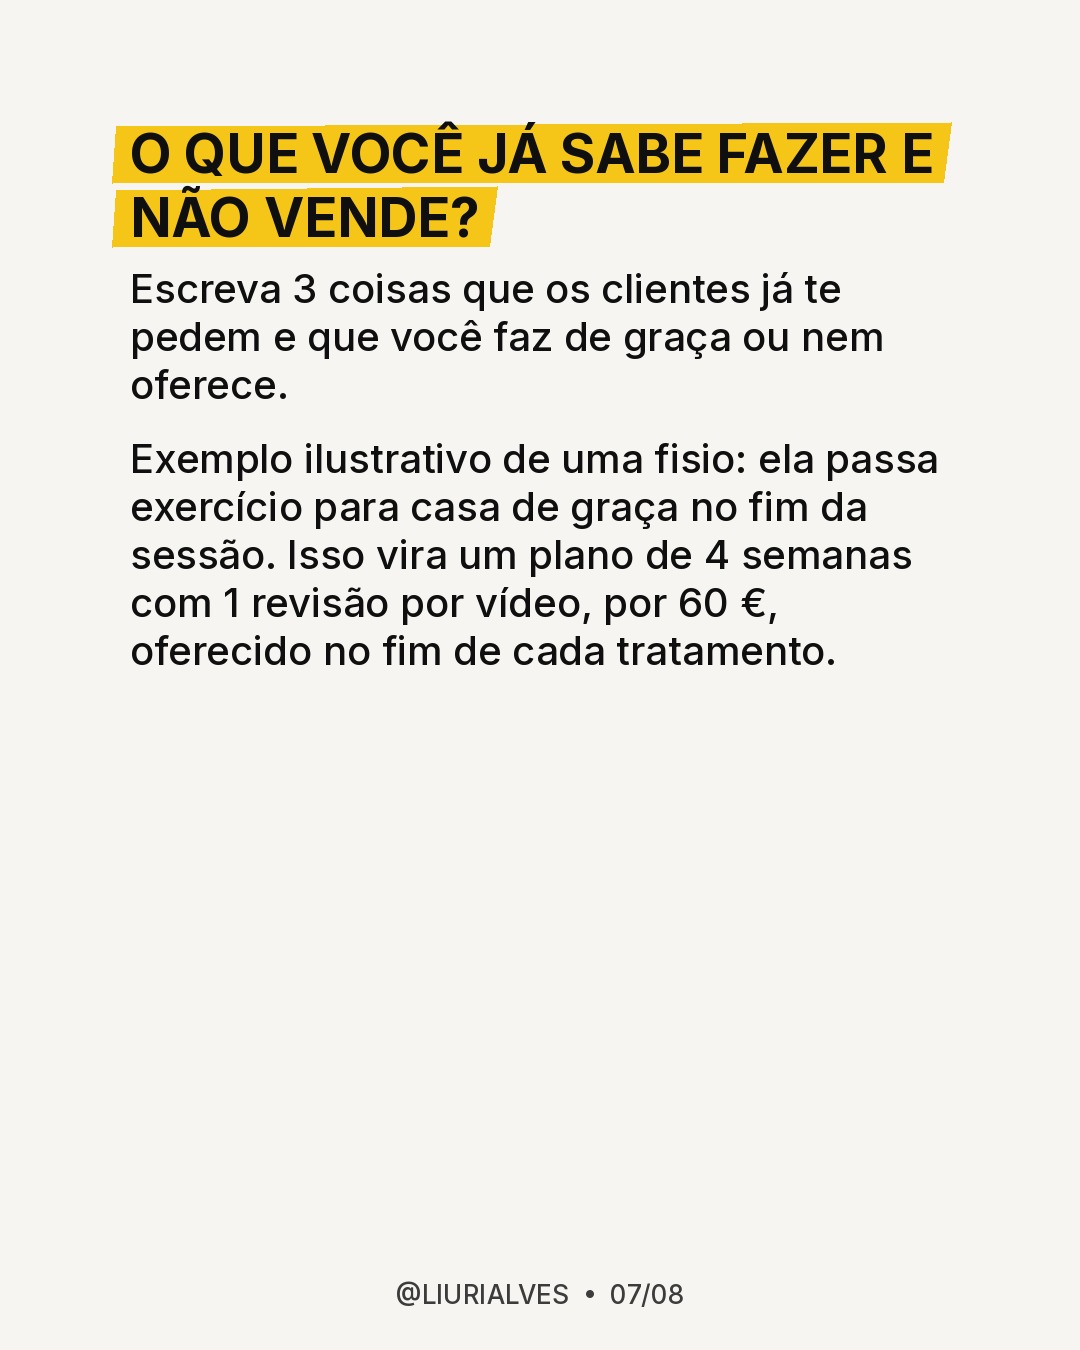 O QUE VOCÊ JÁ SABE FAZER E
NÃO VENDE?
Escreva 3 coisas que os clientes já te
pedem e que você faz de graça ou nem
oferece.
Exemplo ilustrativo de uma fisio: ela passa
exercício para casa de graça no fim da
sessão. Isso vira um plano de 4 semanas
com 1 revisão por vídeo, por 60 €,
oferecido no fim de cada tratamento.
@LIURIALVES • 07/08